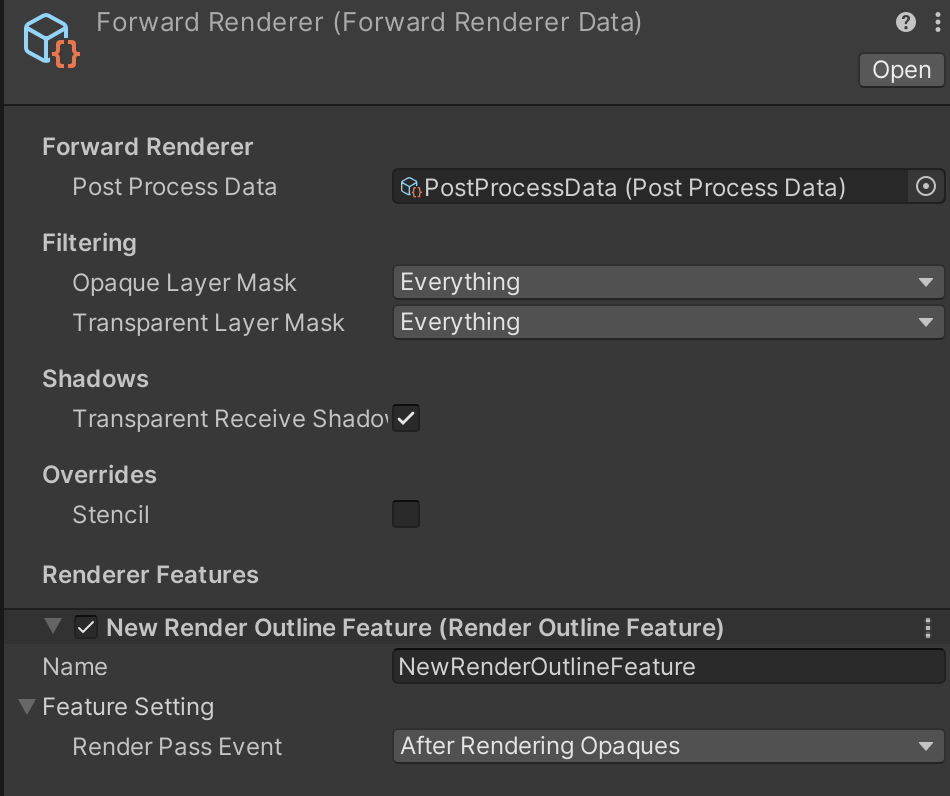 Forward Renderer (Forward Renderer Data)
Open
Forward Renderer
Post Process Data PostProcessData (Post Process Data)
Filtering
Opaque Layer Mask Everything
Transparent Layer Mask Everything
Shadows
Transparent Receive Shado
Overrides
Stencil
Renderer Features
New Render Outline Feature (Render Outline Feature)
Name NewRenderOutlineFeature
Feature Setting
Render Pass Event After Rendering Opaques